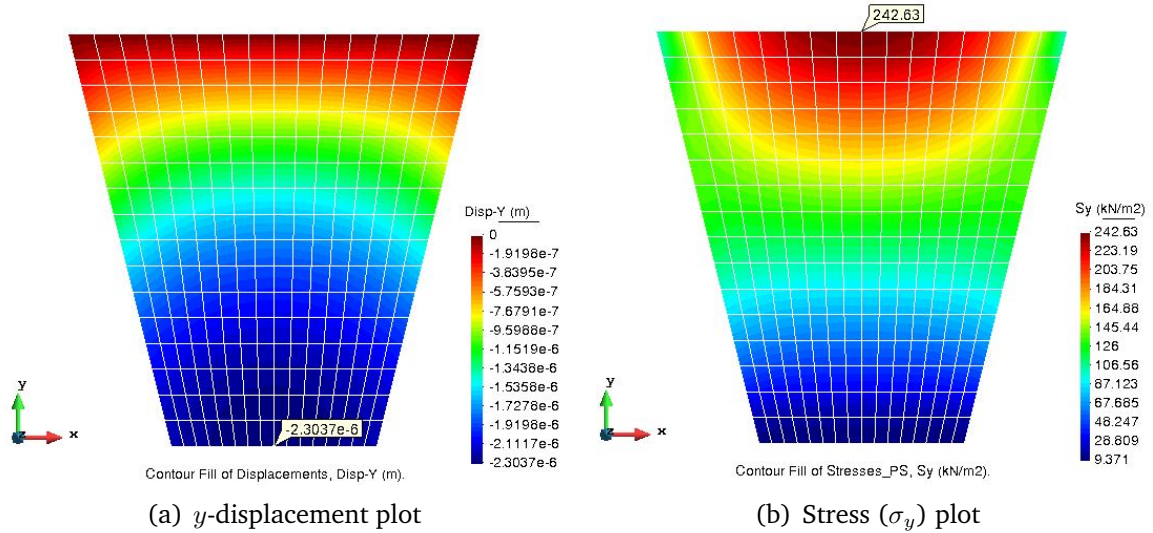 242.63
Disp-Y (m)
0
-1.9198e-7
-3.8395e-7
-5.7593e-7
-7.6791e-7
-9.5988e-7
-1.1519e-6
-1.3438e-6
-1.5358e-6
-1.7278e-6
-1.9198e-6
-2.1117e-6
-2.3037e-6
y
z
x
-2.3037e-6
Contour Fill of Displacements, Disp-Y (m).
(a) y-displacement plot
Sy (kN/m2)
242.63
223.19
203.75
184.31
164.88
145.44
126
106.56
87.123
67.685
48.247
28.809
9.371
y
z
x
Contour Fill of Stresses_PS, Sy (kN/m2).
(b) Stress (σy) plot